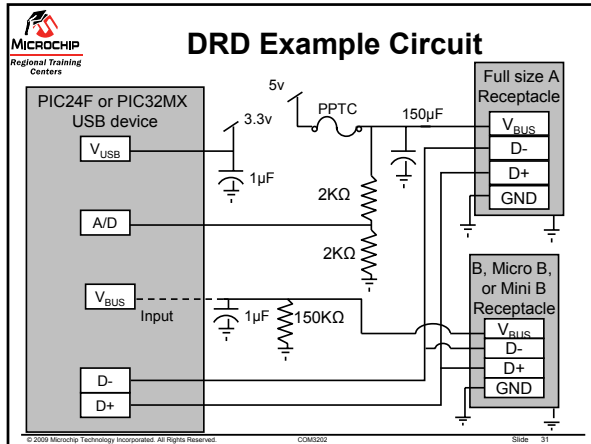 MICROCHIP
Regional Training
Centers
DRD Example Circuit
PIC24F or PIC32MX
USB device
VUSB
3.3v
1µF
A/D
VBUS
Input
1µF
150KΩ
D-
D+
5v
PPTC
150µF
2KΩ
2KΩ
Full size A
Receptacle
VBUS
D-
D+
GND
B, Micro B,
or Mini B
Receptacle
VBUS
D-
D+
GND
© 2009 Microchip Technology Incorporated. All Rights Reserved. COM3202 Slide 31